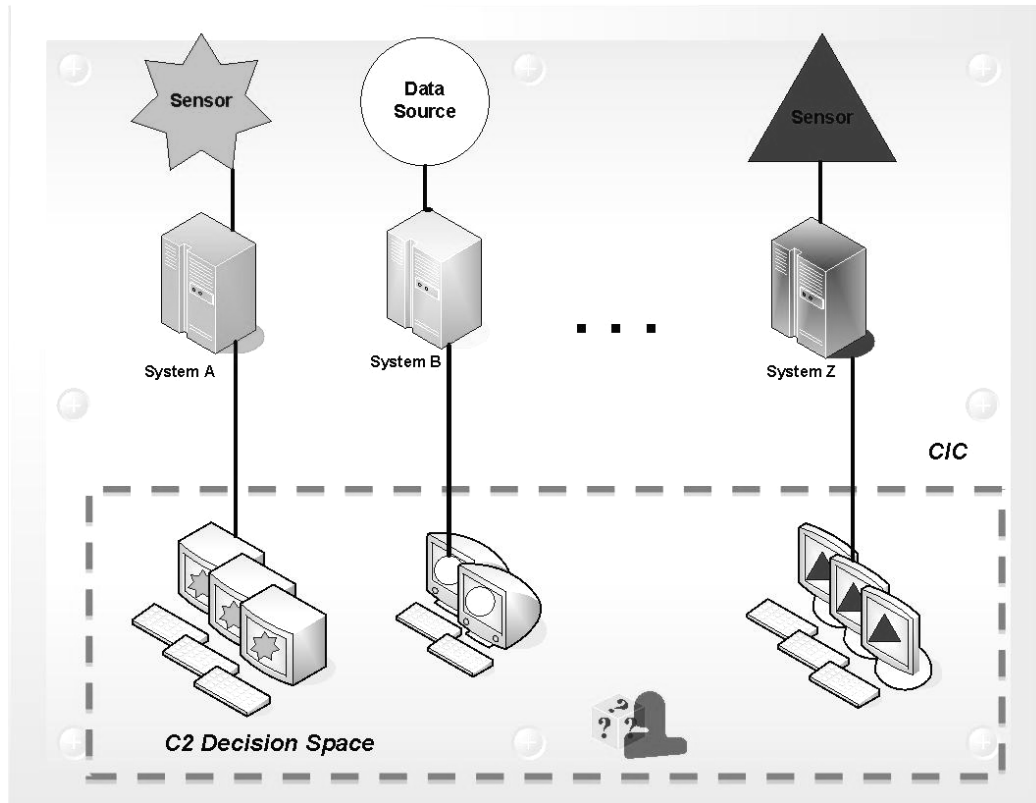 Sensor
Data
Source
Sensor
System A
System B
. . .
System Z
CIC
? ? ?
C2 Decision Space